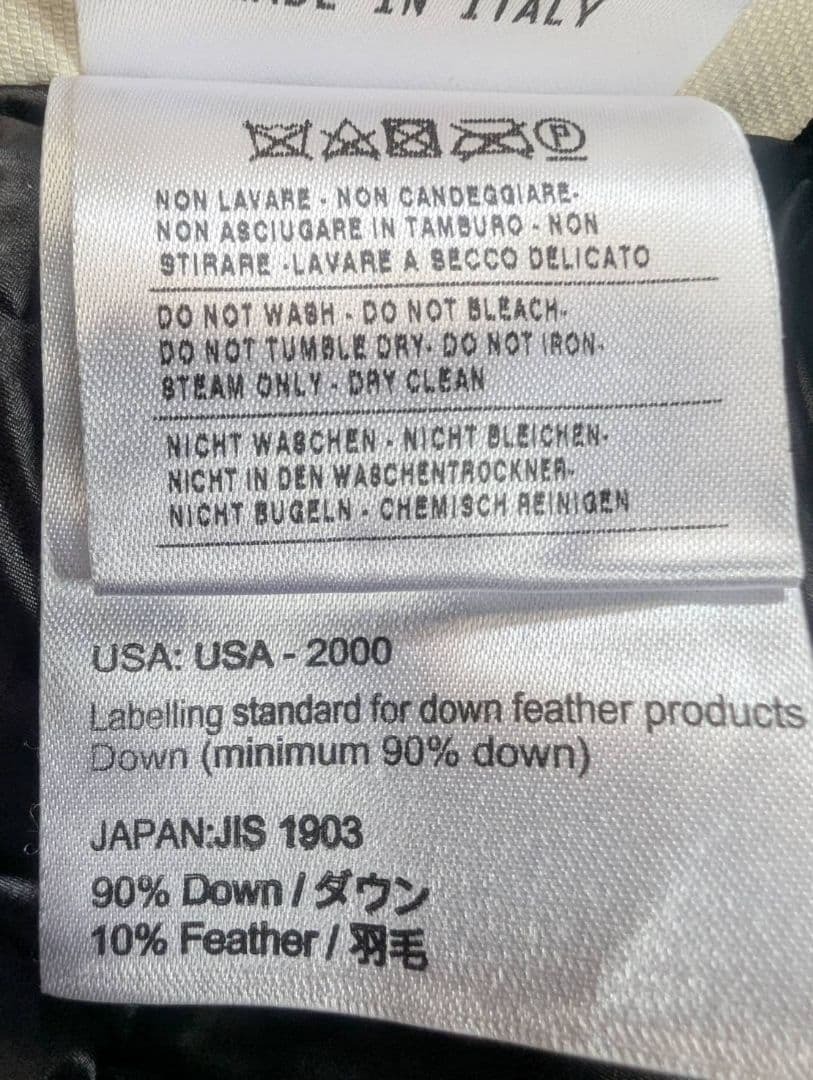 MADE IN ITALY
P
NON LAVARE - NON CANDEGGIARE-
NON ASCIUGARE IN TAMBURO - NON
STIRARE -LAVARE A SECCO DELICATO
DO NOT WASH - DO NOT BLEACH-
DO NOT TUMBLE DRY- DO NOT IRON-
STEAM ONLY - DRY CLEAN
NICHT WASCHEN - NICHT BLEICHEN-
NICHT IN DEN WASCHENTROCKNER-
NICHT BUGELN - CHEMISCH REINIGEN
USA: USA - 2000
Labelling standard for down feather products
Down (minimum 90% down)
JAPAN:JIS 1903
90% Down / ダウン
10% Feather / 羽毛